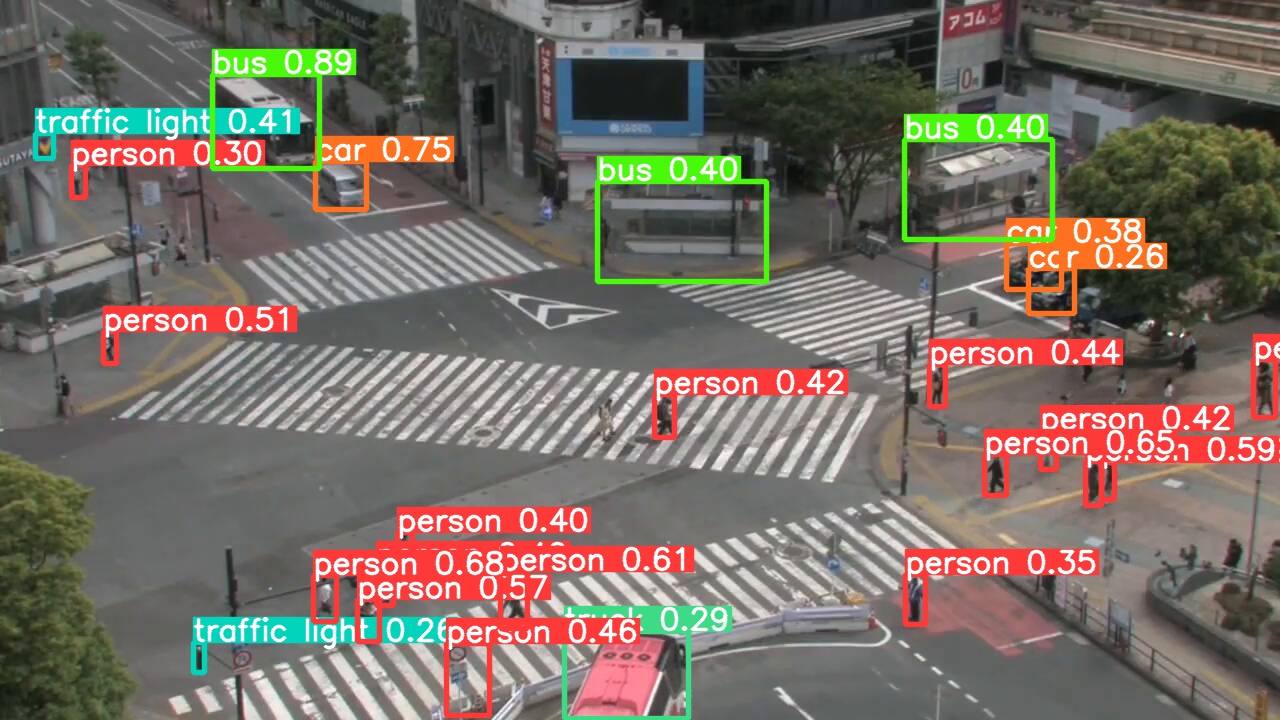 アコム
bus 0.89
traffic light 0.41
person 0.30
car 0.75
bus 0.40
bus 0.40
car 0.38
car 0.26
person 0.51
person 0.44
person 0.42
person 0.42
person 0.65
0.59
person 0.40
person 0.68
person 0.61
person 0.57
person 0.35
truck 0.29
traffic light 0.26
person 0.46